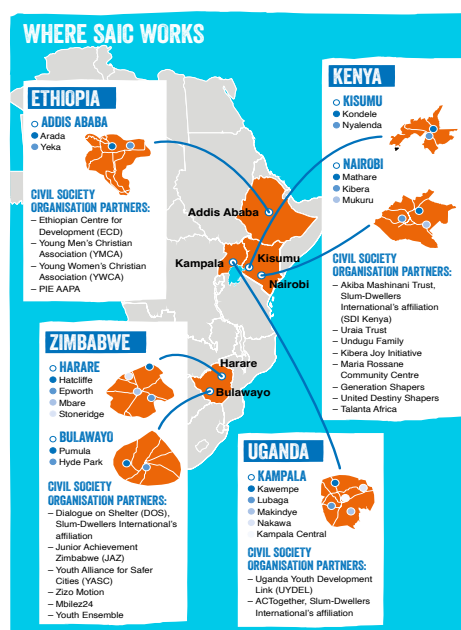 WHERE SAIC WORKS
ETHIOPIA
ADDIS ABABA
Arada
Yeka
CIVIL SOCIETY
ORGANISATION PARTNERS:
– Ethiopian Centre for
Development (ECD)
– Young Men's Christian
Association (YMCA)
– Young Women's Christian
Association (YWCA)
– PIE AAPA
KENYA
KISUMU
Kondele
Nyalenda
NAIROBI
Mathare
Kibera
Mukuru
CIVIL SOCIETY
ORGANISATION PARTNERS:
– Akiba Mashinani Trust,
Slum-Dwellers
International's affiliation
(SDI Kenya)
– Uraia Trust
– Undugu Family
– Kibera Joy Initiative
– Maria Rossane
Community Centre
– Generation Shapers
– United Destiny Shapers
– Talanta Africa
Addis Ababa
Kampala
Kisumu
Nairobi
Harare
Bulawayo
ZIMBABWE
HARARE
Hatcliffe
Epworth
Mbare
Stoneridge
BULAWAYO
Pumula
Hyde Park
CIVIL SOCIETY
ORGANISATION PARTNERS:
– Dialogue on Shelter (DOS),
Slum-Dwellers International's
affiliation
– Junior Achievement
Zimbabwe (JAZ)
– Youth Alliance for Safer
Cities (YASC)
– Zizo Motion
– Mbilez24
– Youth Ensemble
UGANDA
KAMPALA
Kawempe
Lubaga
Makindye
Nakawa
Kampala Central
CIVIL SOCIETY
ORGANISATION PARTNERS:
– Uganda Youth Development
Link (UYDEL)
– ACTogether, Slum-Dwellers
International's affiliation